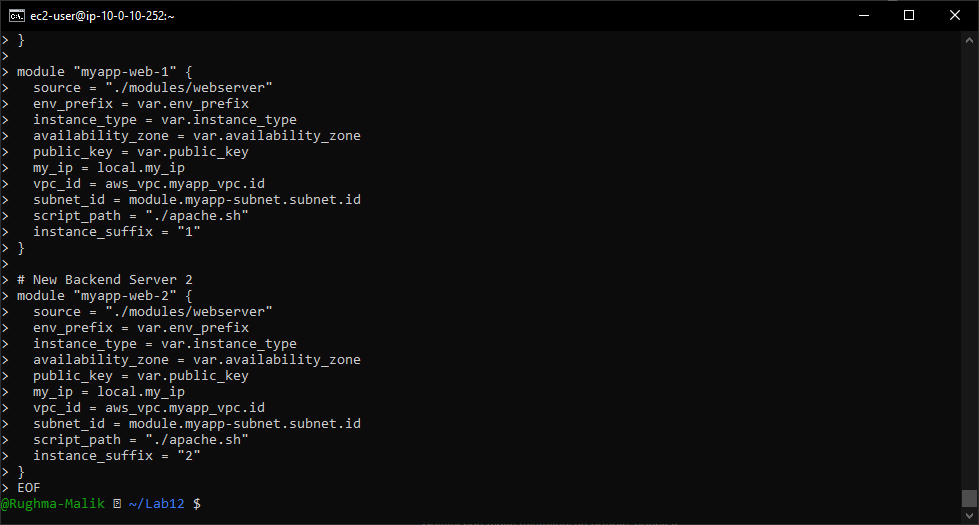 ec2-user@ip-10-0-10-252:~
> }
>
> module "myapp-web-1" {
>   source = "./modules/webserver"
>   env_prefix = var.env_prefix
>   instance_type = var.instance_type
>   availability_zone = var.availability_zone
>   public_key = var.public_key
>   my_ip = local.my_ip
>   vpc_id = aws_vpc.myapp_vpc.id
>   subnet_id = module.myapp-subnet.subnet.id
>   script_path = "./apache.sh"
>   instance_suffix = "1"
> }
>
> # New Backend Server 2
> module "myapp-web-2" {
>   source = "./modules/webserver"
>   env_prefix = var.env_prefix
>   instance_type = var.instance_type
>   availability_zone = var.availability_zone
>   public_key = var.public_key
>   my_ip = local.my_ip
>   vpc_id = aws_vpc.myapp_vpc.id
>   subnet_id = module.myapp-subnet.subnet.id
>   script_path = "./apache.sh"
>   instance_suffix = "2"
> }
> EOF
@Rughma-Malik ~/Lab12 $